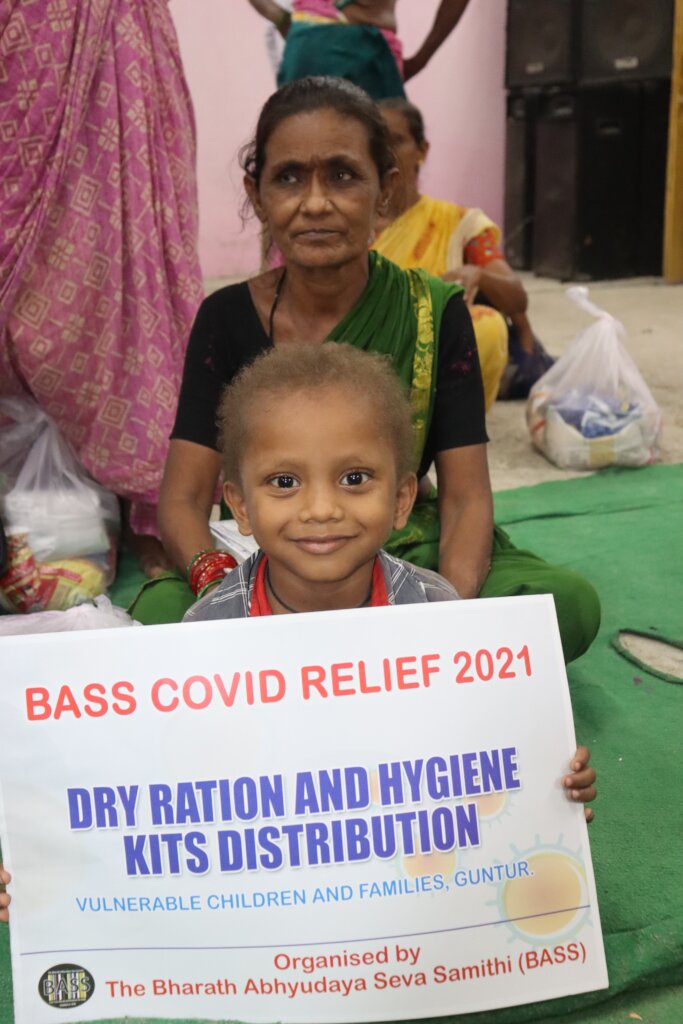 BASS COVID RELIEF 2021
DRY RATION AND HYGIENE
KITS DISTRIBUTION
VULNERABLE CHILDREN AND FAMILIES, GUNTUR.
Organised by
The Bharath Abhyudaya Seva Samithi (BASS)
BASS